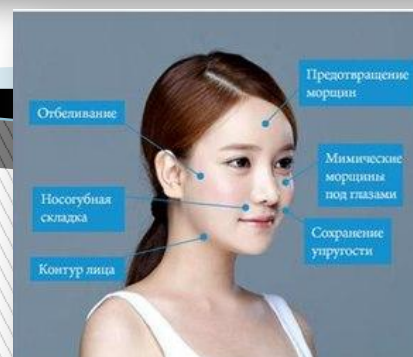 Предотвращение
морщин
Отбеливание
Мимические
морщины
под глазами
Носогубная
складка
Сохранение
упругости
Контур лица